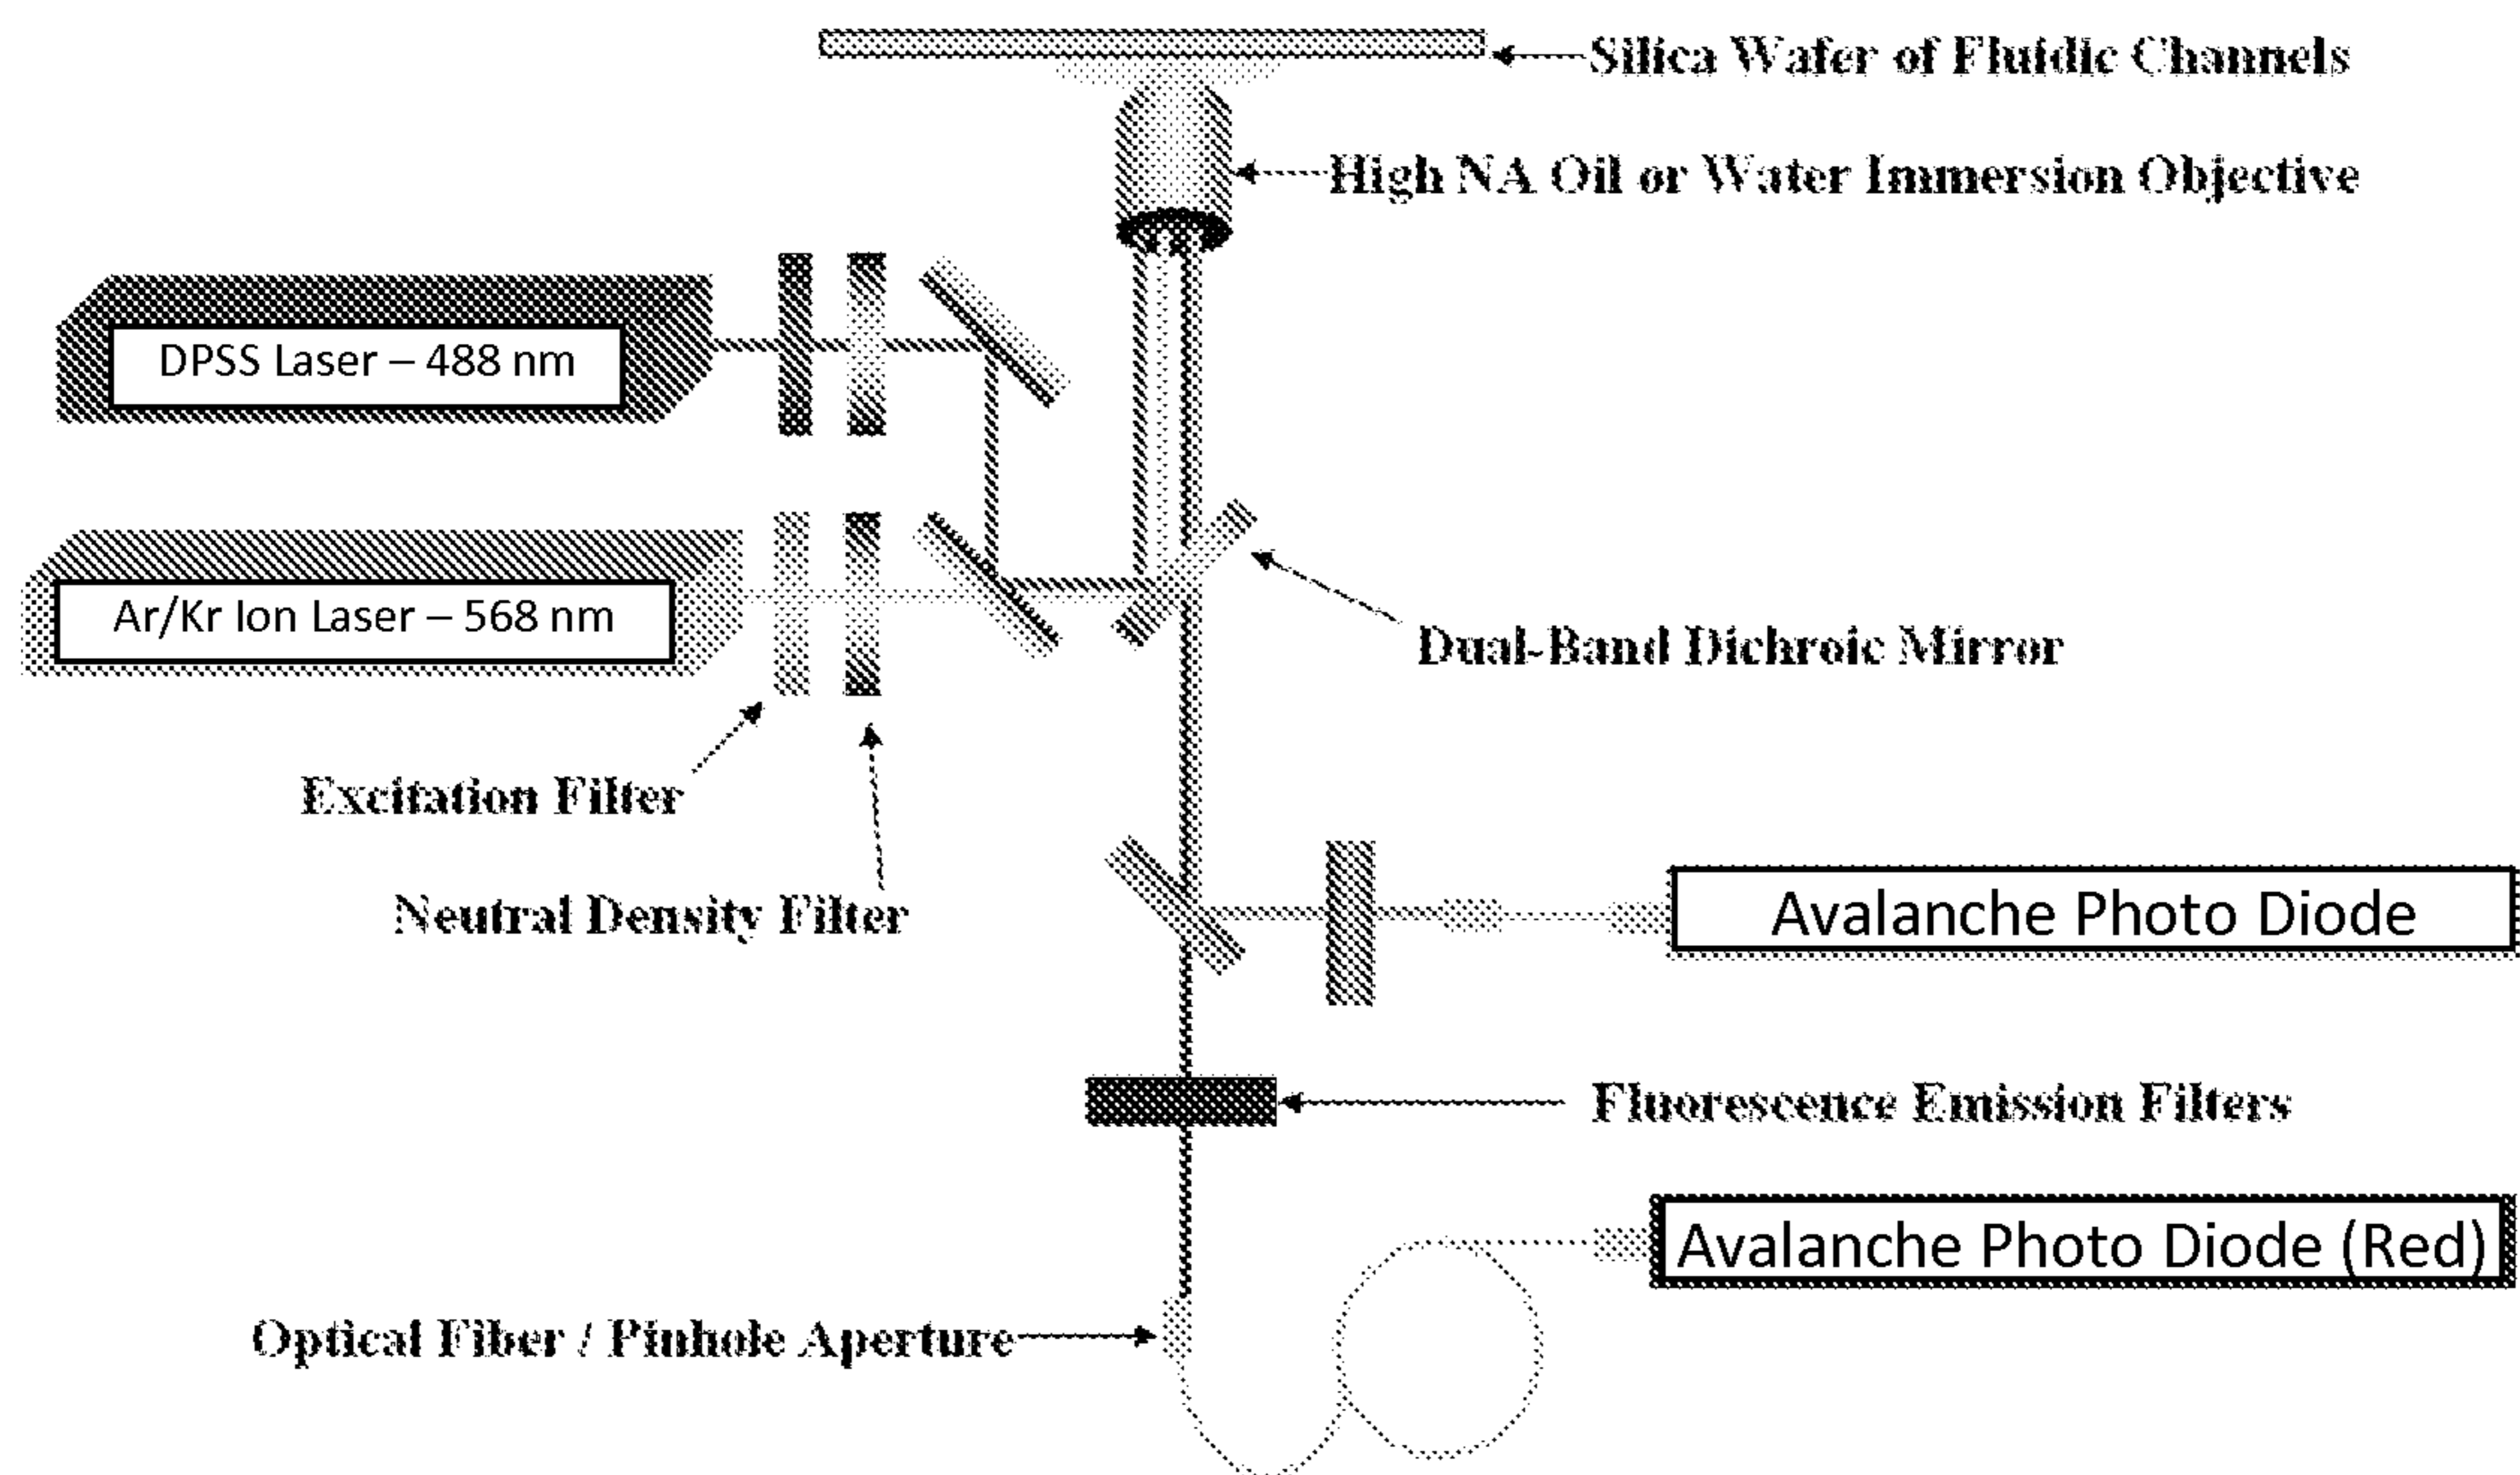 Silica Wafer of Fluidic Channels
High NA Oil or Water Immersion Objective
DPSS Laser – 488 nm
Ar/Kr Ion Laser – 568 nm
Dual-Band Dichroic Mirror
Excitation Filter
Neutral Density Filter
Avalanche Photo Diode
Fluorescence Emission Filters
Avalanche Photo Diode (Red)
Optical Fiber / Pinhole Aperture